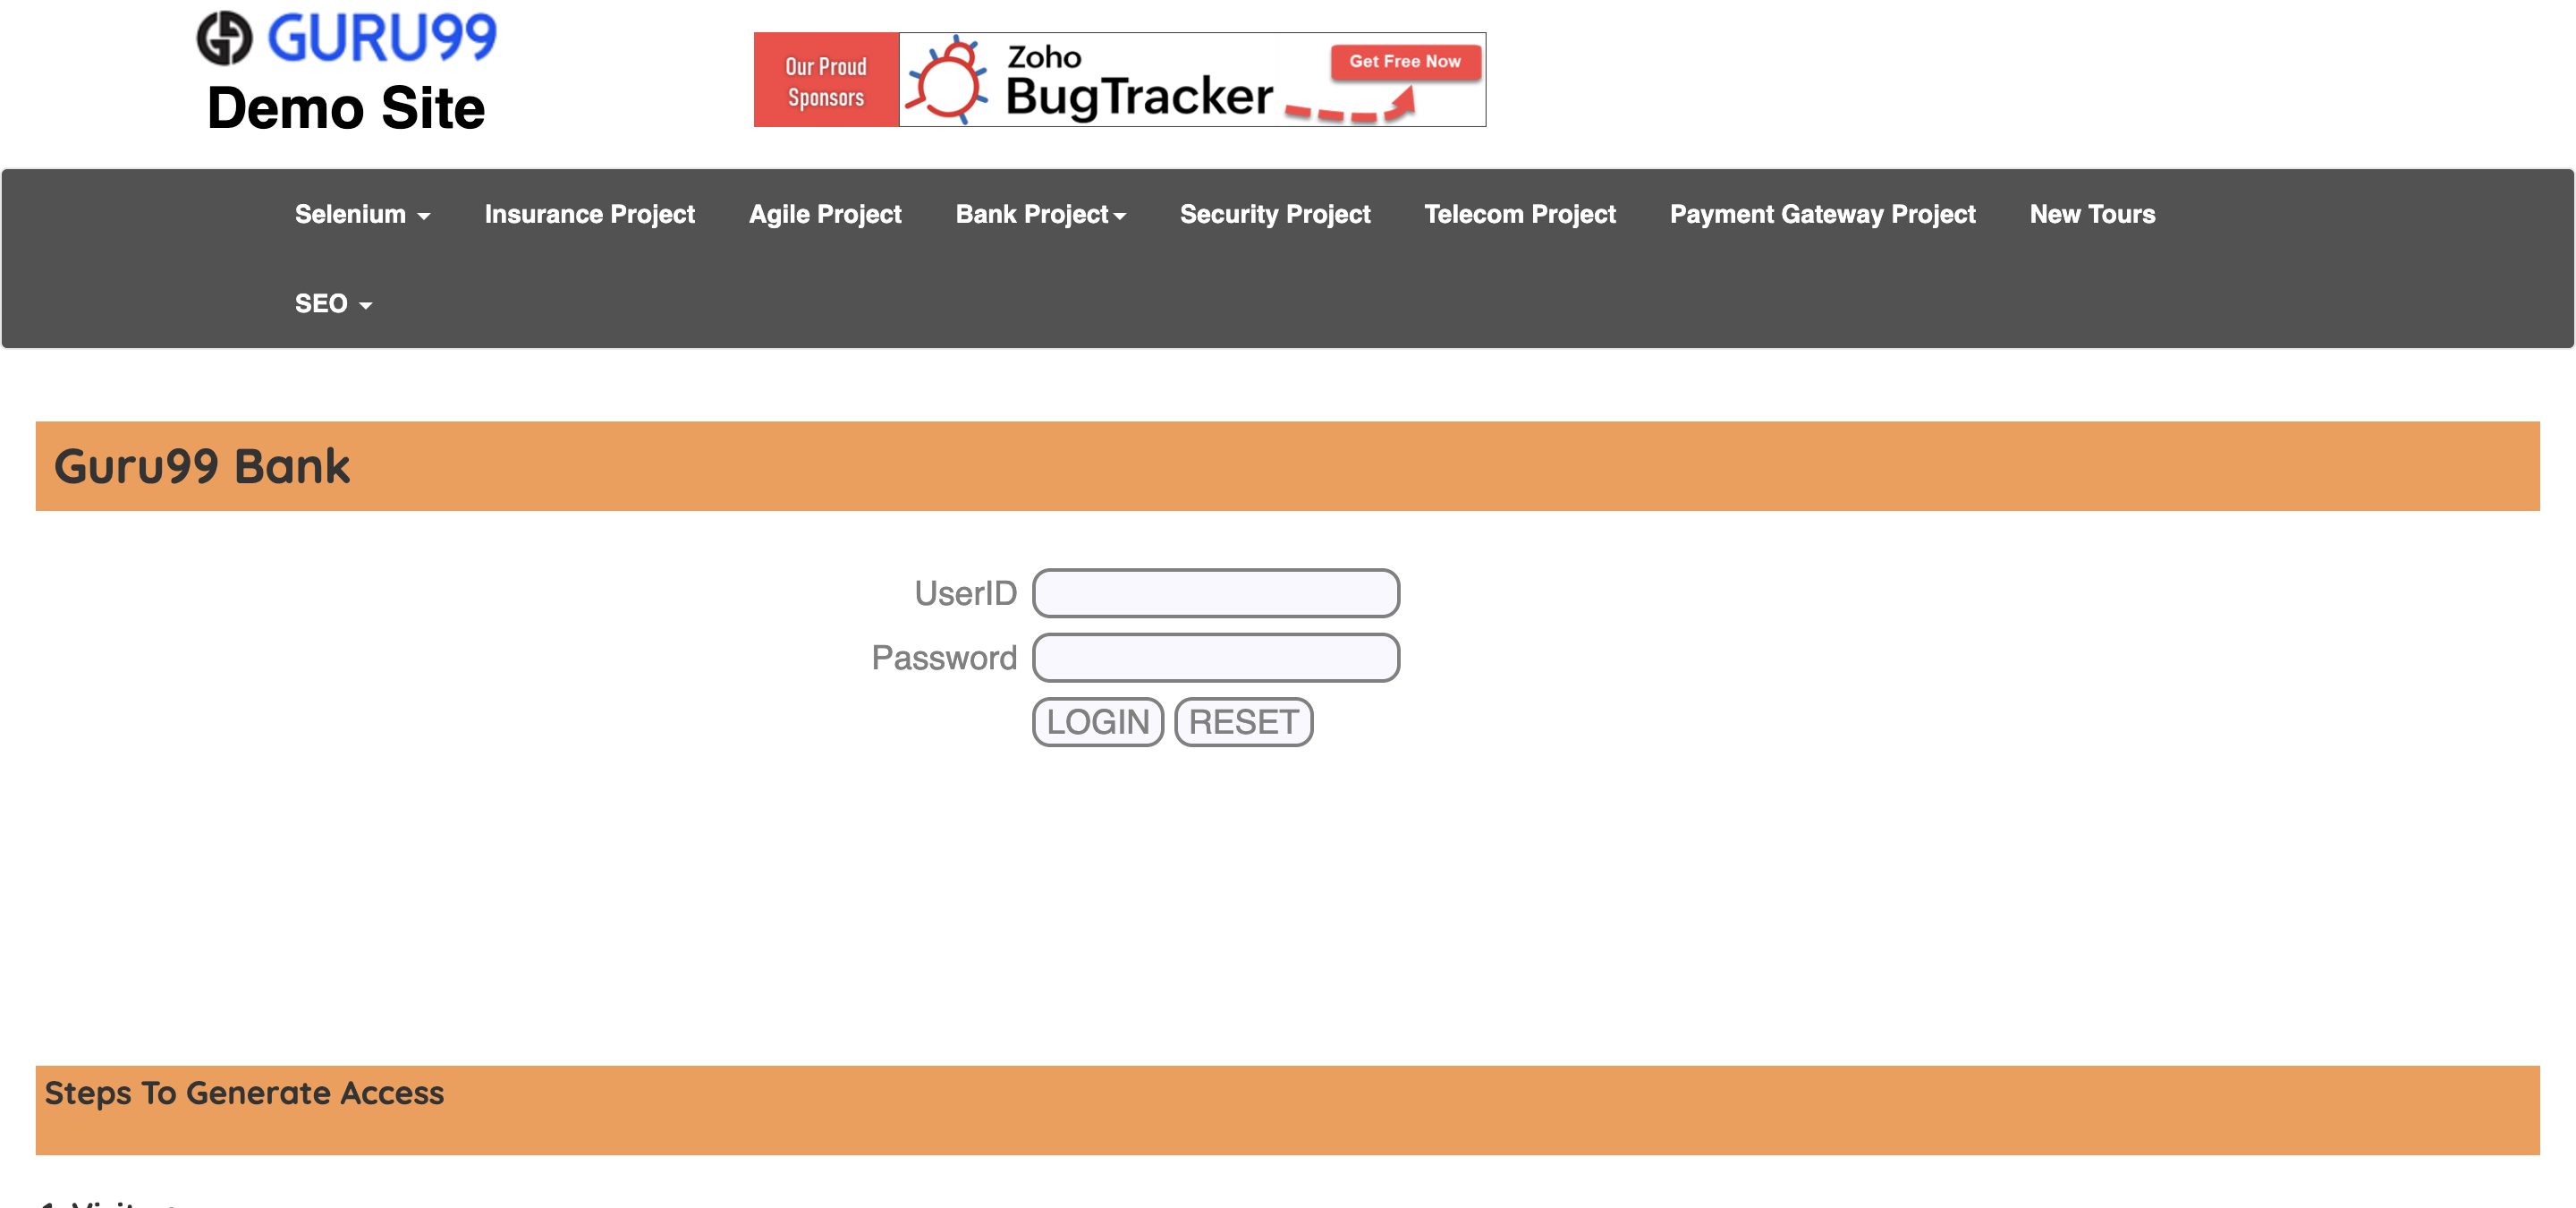 GURU99
Demo Site
Our Proud
Sponsors
Zoho
BugTracker
Get Free Now
Selenium
Insurance Project
Agile Project
Bank Project
Security Project
Telecom Project
Payment Gateway Project
New Tours
SEO
Guru99 Bank
UserID
Password
LOGIN
RESET
Steps To Generate Access